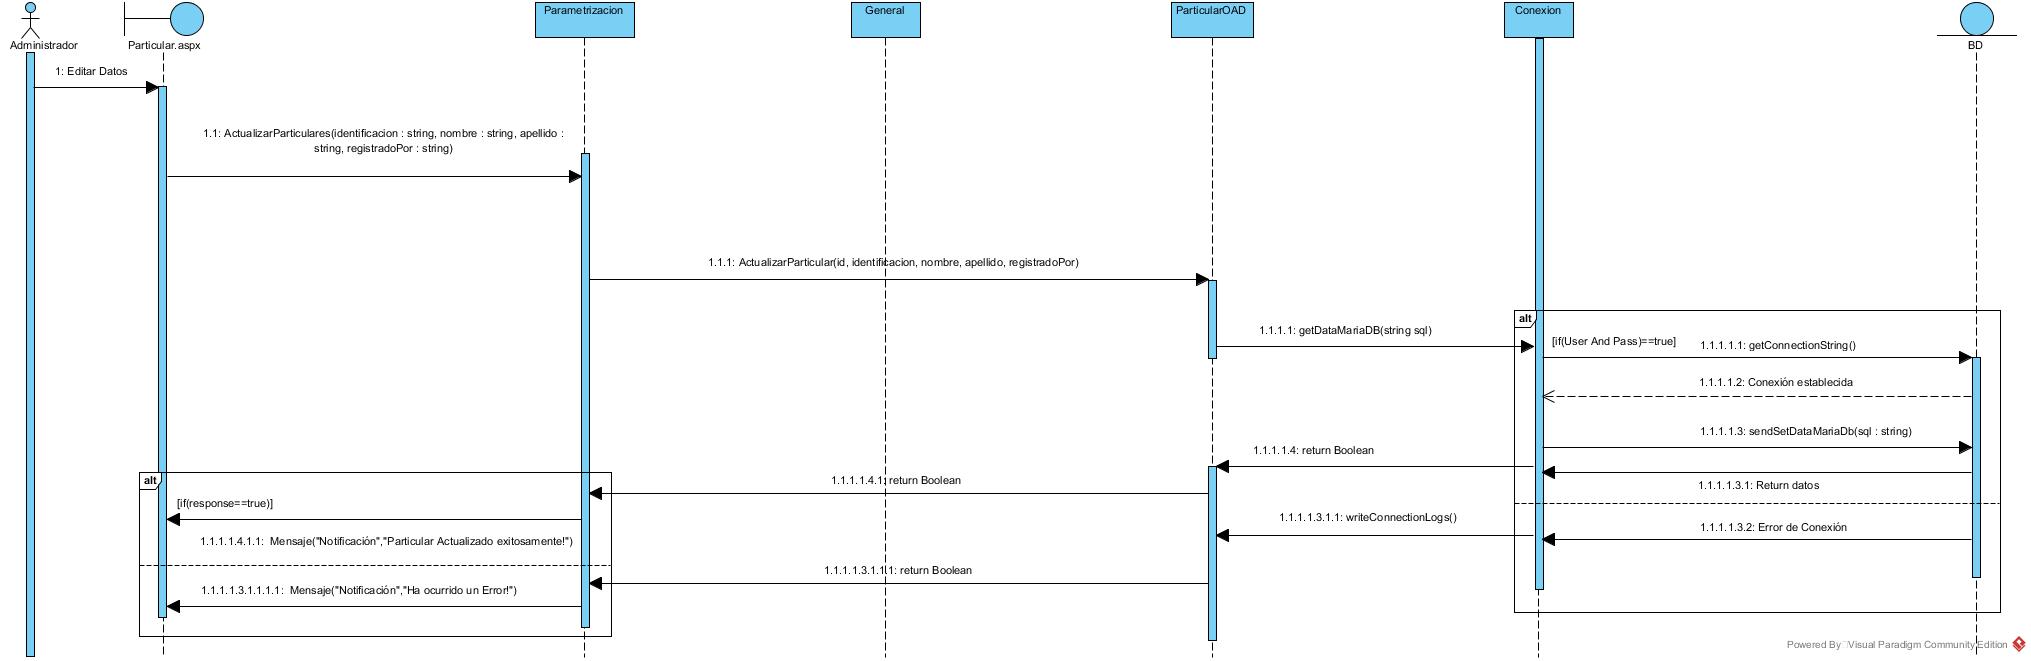 Administrador
Particular.aspx
Parametrizacion
General
ParticularOAD
Conexion
BD
1: Editar Datos
1.1: ActualizarParticulares(identificacion : string, nombre : string, apellido :
string, registradoPor : string)
1.1.1: ActualizarParticular(id, identificacion, nombre, apellido, registradoPor)
alt
1.1.1.1: getDataMariaDB(string sql)
[if(User And Pass)==true]
1.1.1.1.1: getConnectionString()
1.1.1.1.2: Conexión establecida
1.1.1.1.3: sendSetDataMariaDb(sql : string)
1.1.1.1.4: return Boolean
alt
1.1.1.1.4.1: return Boolean
1.1.1.1.3.1: Return datos
[if(response==true)]
1.1.1.1.3.1.1: writeConnectionLogs()
1.1.1.1.3.2: Error de Conexión
1.1.1.1.4.1.1: Mensaje("Notificación","Particular Actualizado exitosamente!")
1.1.1.1.3.1.1.1: return Boolean
1.1.1.1.3.1.1.1.1: Mensaje("Notificación","Ha ocurrido un Error!")
Powered By Visual Paradigm Community Edition